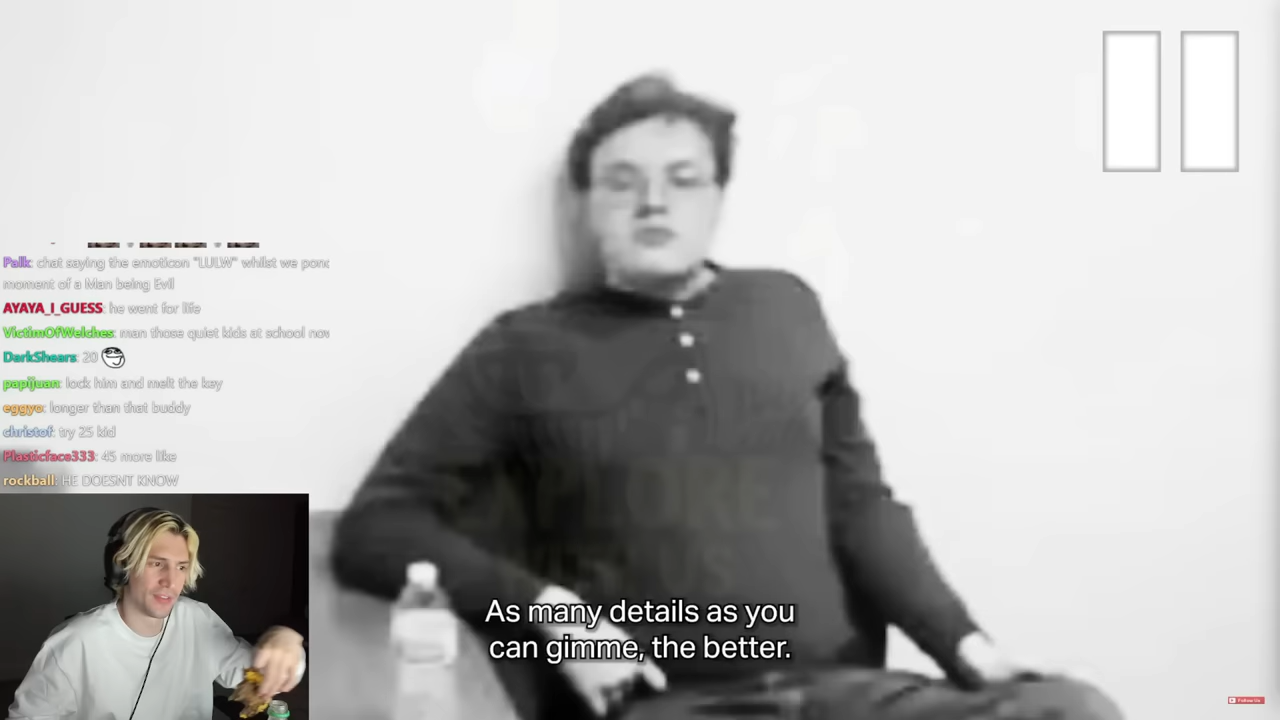 Palk: chat saying the emoticon "LULW" whilst we pond
moment of a Man being Evil
AYAYA_I_GUESS: he went for life
VictimOfWelches: man those quiet kids at school now
DarkShears: 20
papijuan: lock him and melt the key
eggyo: longer than that buddy
christof: try 25 kid
Plasticface333: 45 more like
rockball: HE DOESNT KNOW
As many details as you
can gimme, the better.